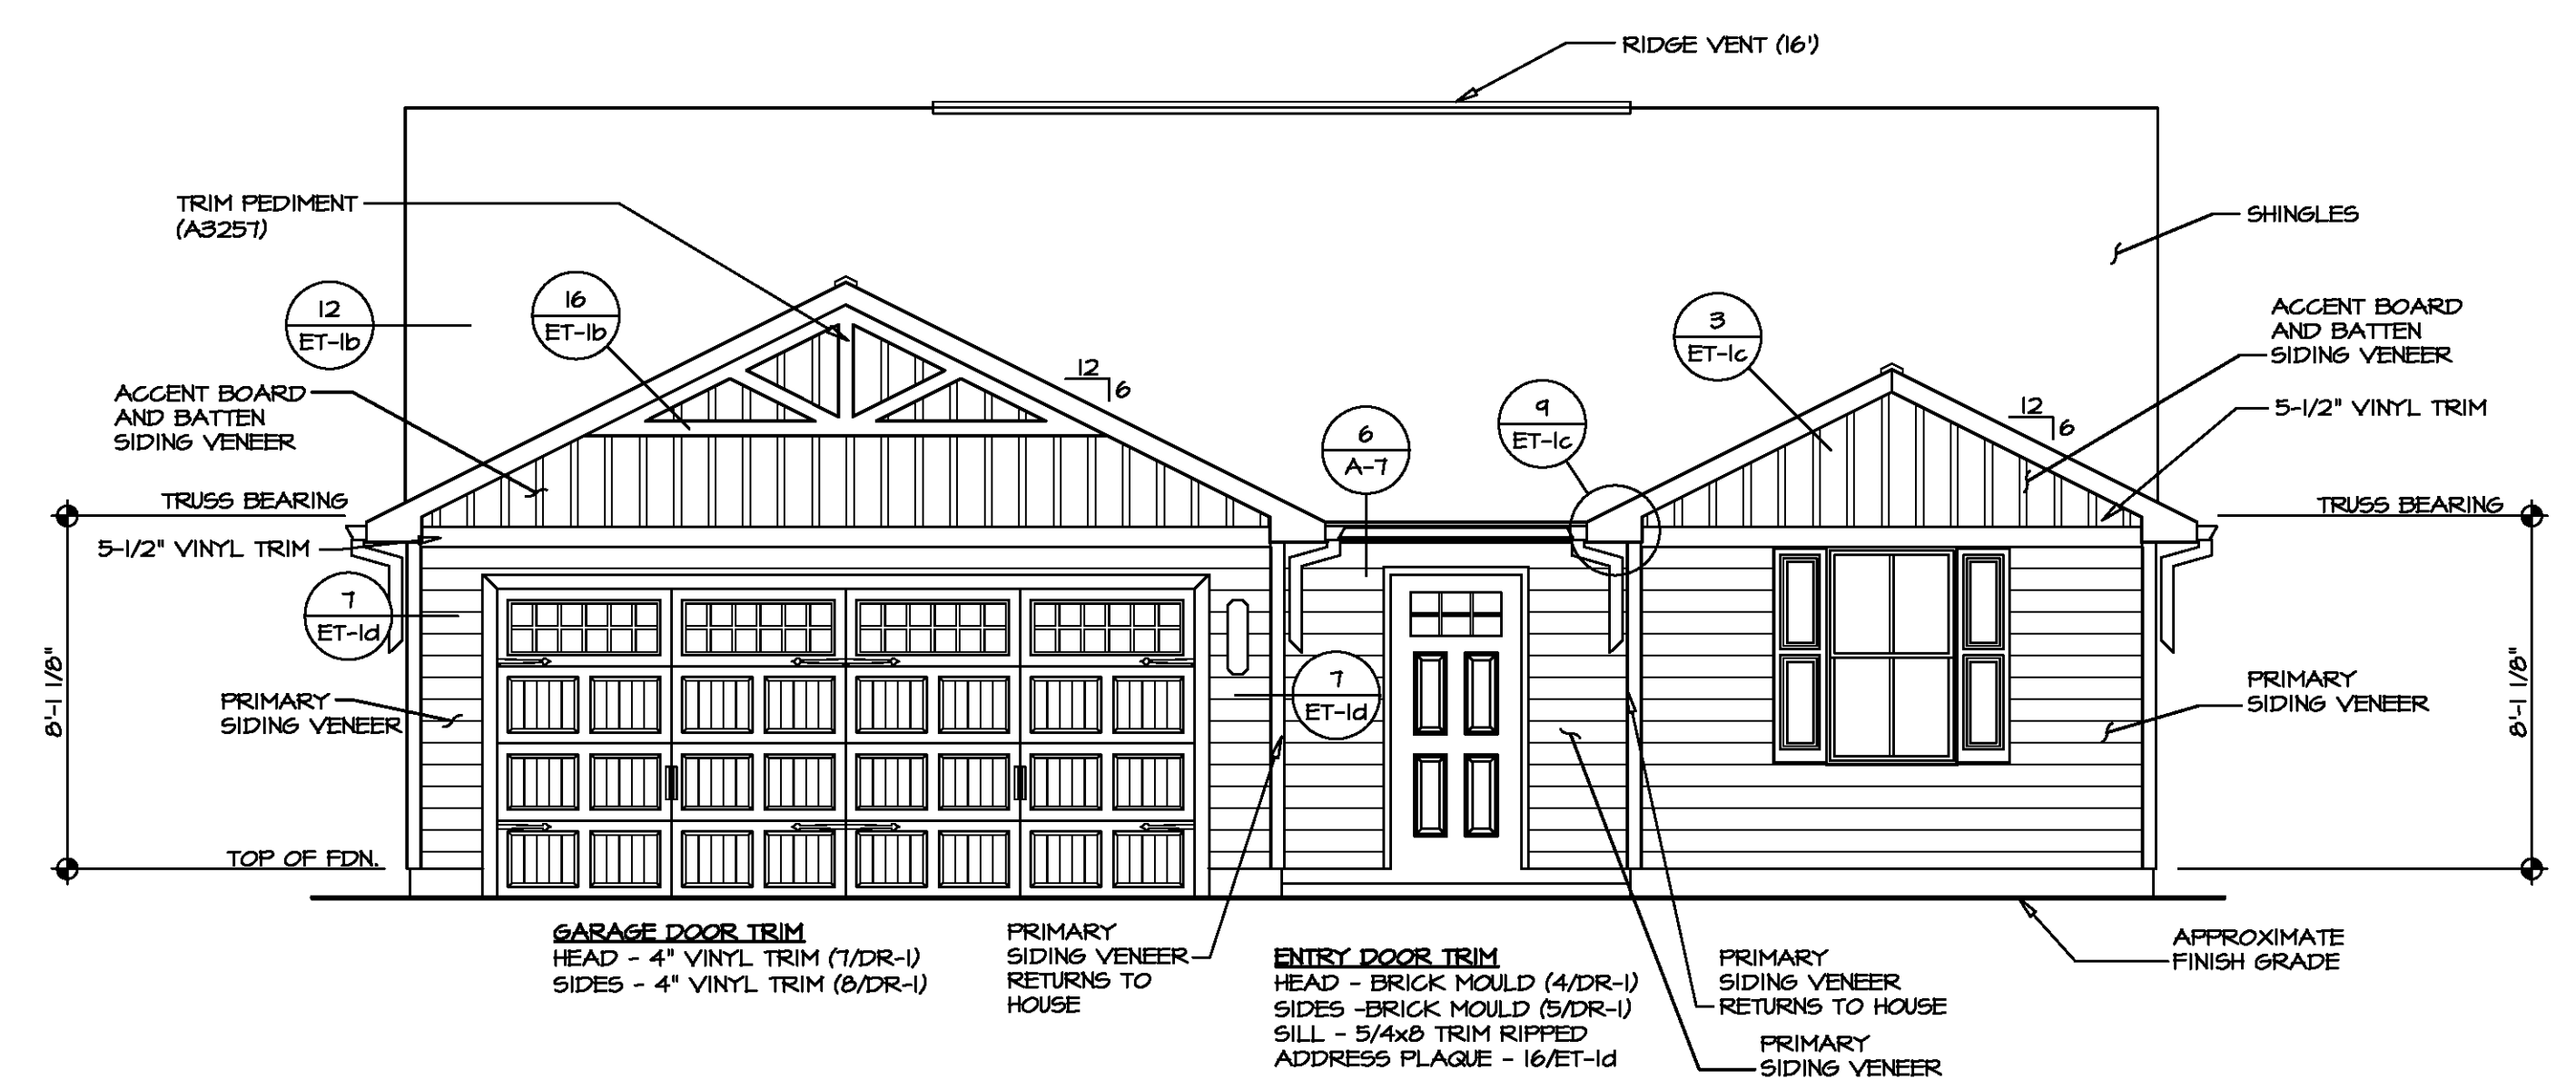 RIDGE VENT (16')
TRIM PEDIMENT
(A3257)
SHINGLES
12
ET-1b
16
ET-1b
3
ET-1c
ACCENT BOARD
AND BATTEN
SIDING VENEER
12
6
ACCENT BOARD
AND BATTEN
SIDING VENEER
9
ET-1c
12
6
5-1/2" VINYL TRIM
6
A-7
TRUSS BEARING
TRUSS BEARING
5-1/2" VINYL TRIM
7
ET-1d
8'-1 1/8"
PRIMARY
SIDING VENEER
7
ET-1d
PRIMARY
SIDING VENEER
8'-1 1/8"
TOP OF FDN.
GARAGE DOOR TRIM
HEAD - 4" VINYL TRIM (7/DR-1)
SIDES - 4" VINYL TRIM (8/DR-1)
PRIMARY
SIDING VENEER
RETURNS TO
HOUSE
ENTRY DOOR TRIM
HEAD - BRICK MOULD (4/DR-1)
SIDES -BRICK MOULD (5/DR-1)
SILL - 5/4x8 TRIM RIPPED
ADDRESS PLAQUE - 16/ET-1d
PRIMARY
SIDING VENEER
RETURNS TO HOUSE
PRIMARY
SIDING VENEER
APPROXIMATE
FINISH GRADE